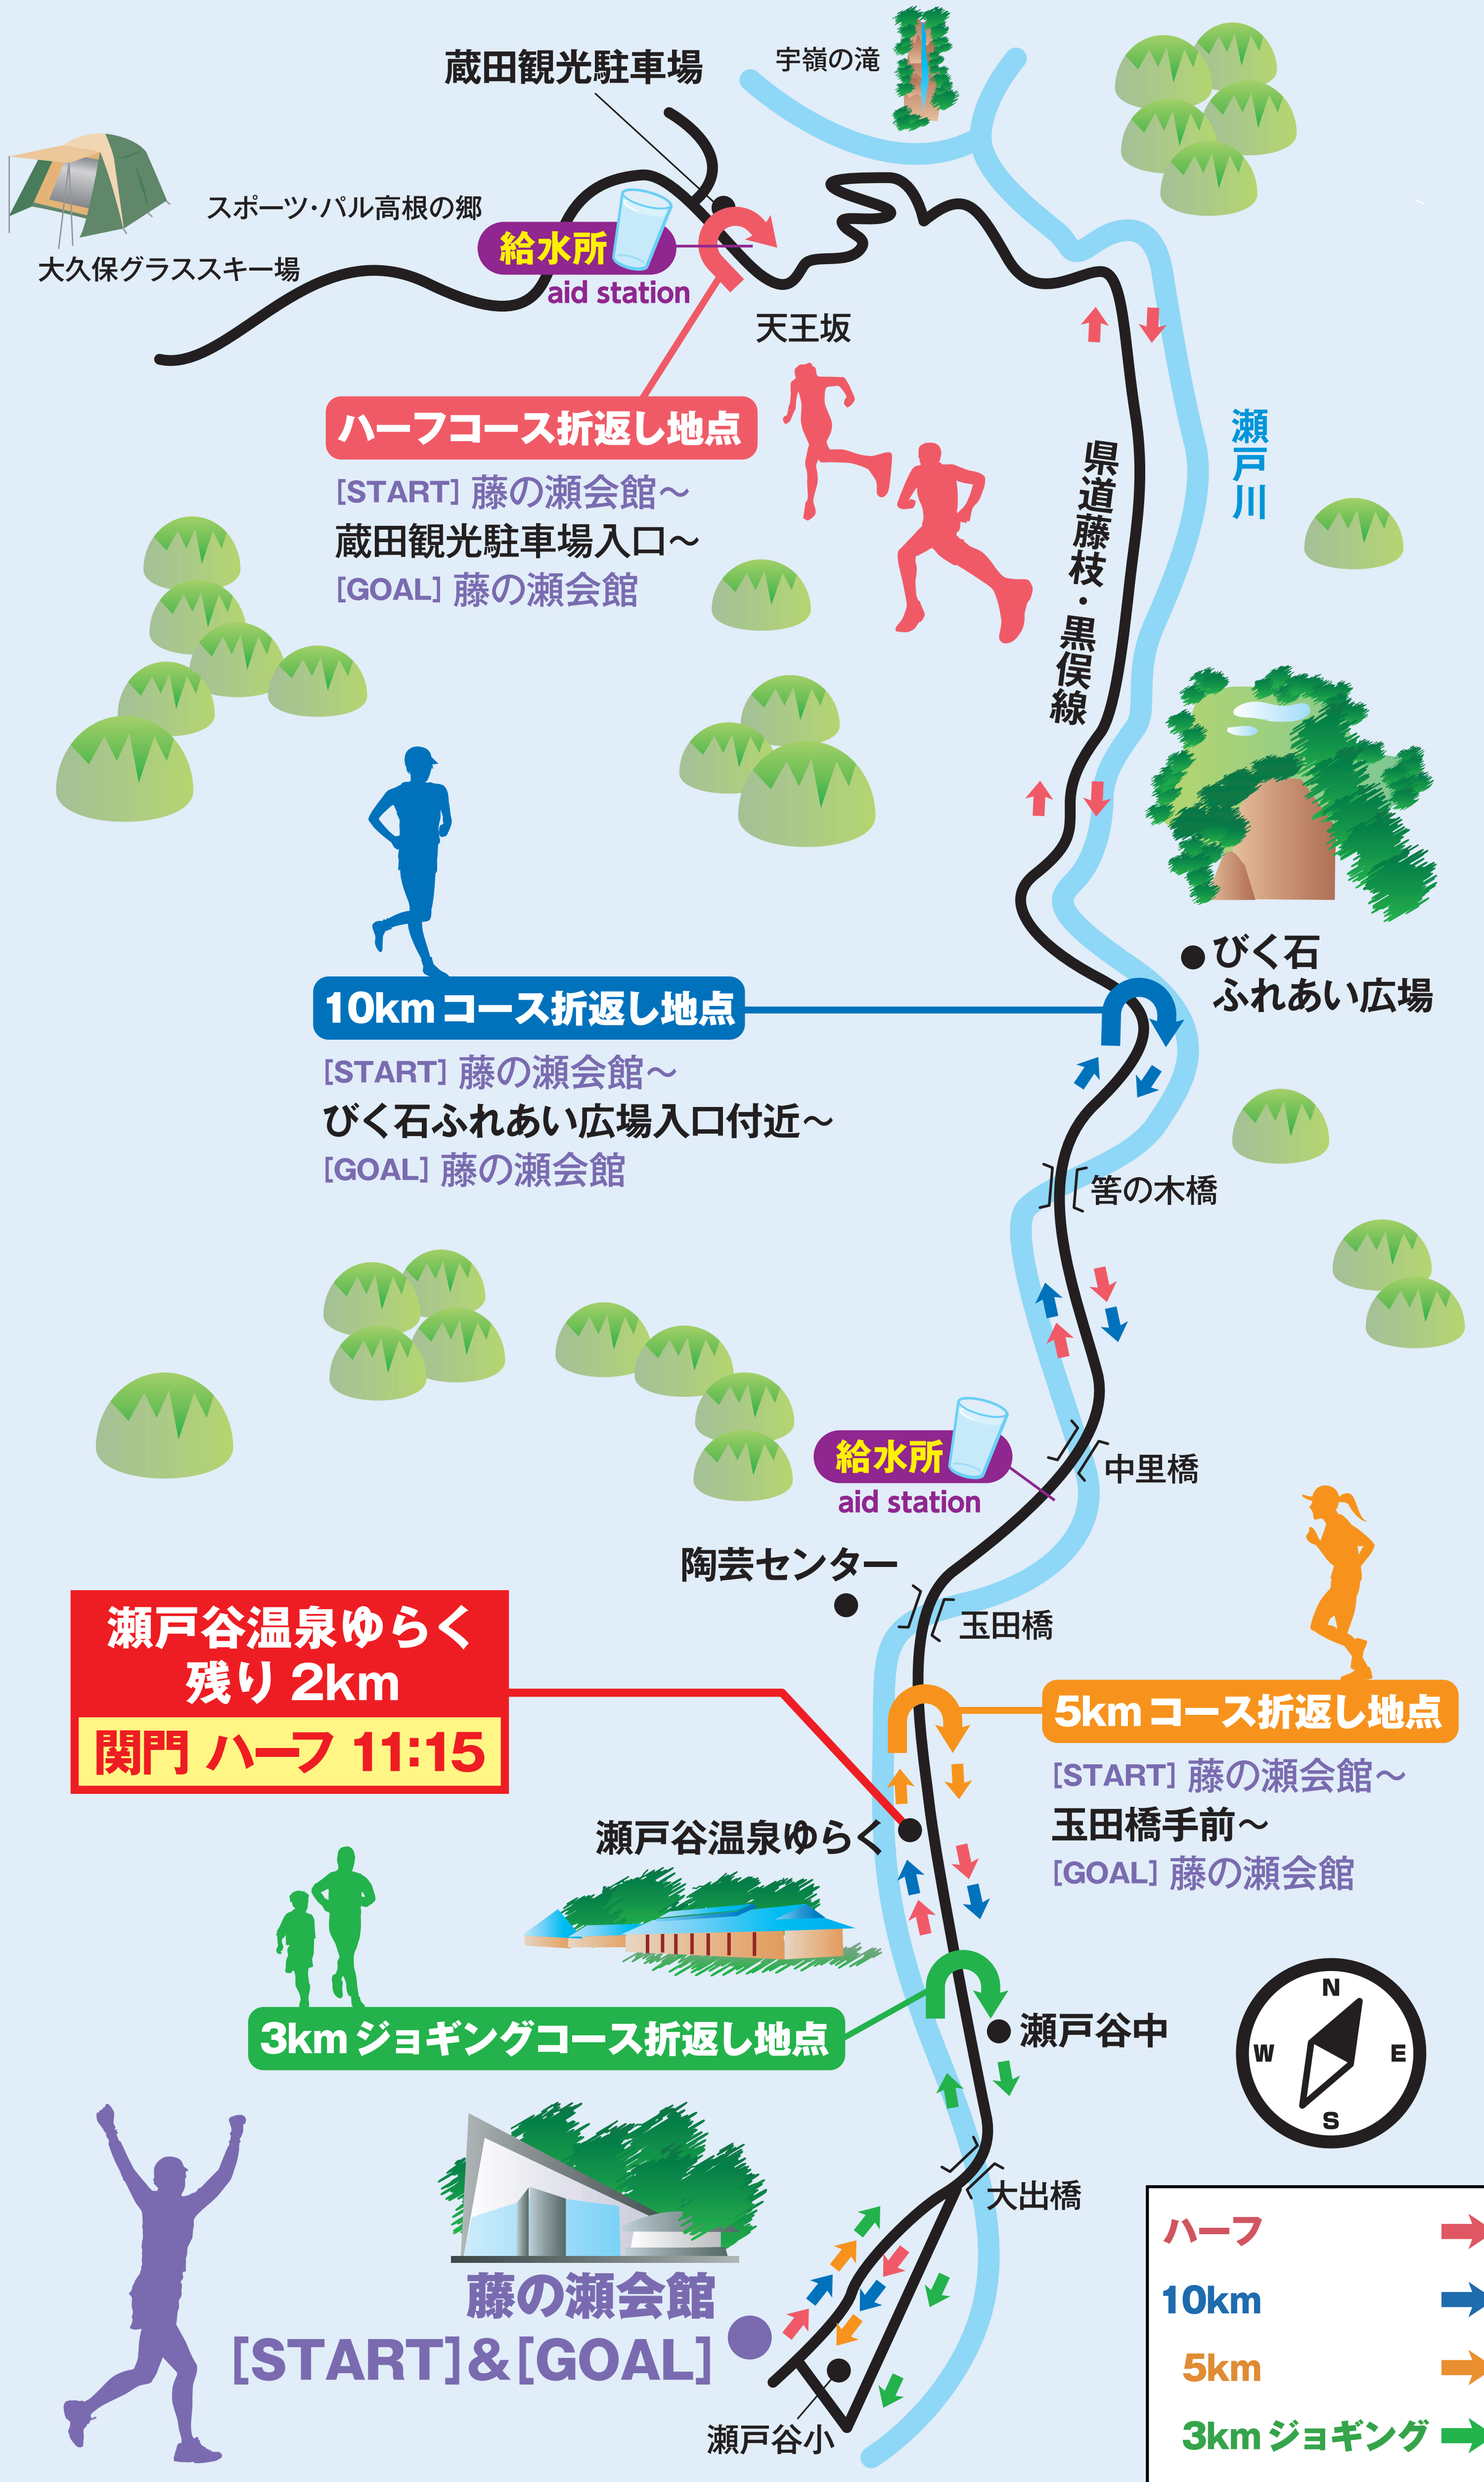 蔵田観光駐車場
宇嶺の滝
スポーツ・パル高根の郷
大久保グラススキー場
給水所
aid station
天王坂
ハーフコース折返し地点
[START] 藤の瀬会館～
蔵田観光駐車場入口～
[GOAL] 藤の瀬会館
瀬戸川
県道藤枝・黒俣線
びく石
ふれあい広場
10kmコース折返し地点
[START] 藤の瀬会館～
びく石ふれあい広場入口付近～
[GOAL] 藤の瀬会館
筈の木橋
中里橋
給水所
aid station
陶芸センター
玉田橋
瀬戸谷温泉ゆらく
残り 2km
関門 ハーフ 11:15
5kmコース折返し地点
[START] 藤の瀬会館～
玉田橋手前～
[GOAL] 藤の瀬会館
瀬戸谷温泉ゆらく
3kmジョギングコース折返し地点
瀬戸谷中
N
W
E
S
大出橋
藤の瀬会館
[START]&[GOAL]
瀬戸谷小
ハーフ
10km
5km
3kmジョギング